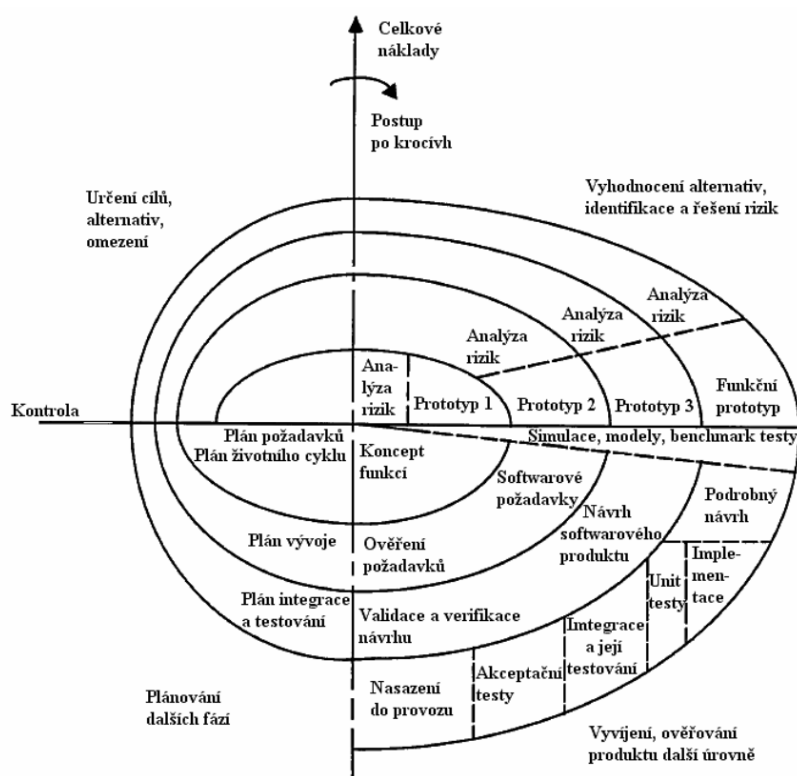 Celkové
náklady
Postup
po krocívh
Určení cílů,
alternativ,
omezení
Vyhodnocení alternativ,
identifikace a řešení rizik
Analýza
rizik
Analýza
rizik
Analýza
rizik
Ana-
lýza
rizik
Prototyp 1
Prototyp 2
Prototyp 3
Funkční
prototyp
Kontrola
Plán požadavků
Plán životního cyklu
Koncept
funkcí
Simulace, modely, benchmark testy
Softwarové
požadavky
Návrh
softwarového
produktu
Podrobný
návrh
Plán vývoje
Ověření
požadavků
Unit
testy
Imple-
men-
tace
Plán integrace
a testování
Validace a verifikace
návrhu
Imtegrace
a její
testování
Akceptační
testy
Nasazení
do provozu
Plánování
dalších fází
Vyvíjení, ověřování
produktu další úrovně